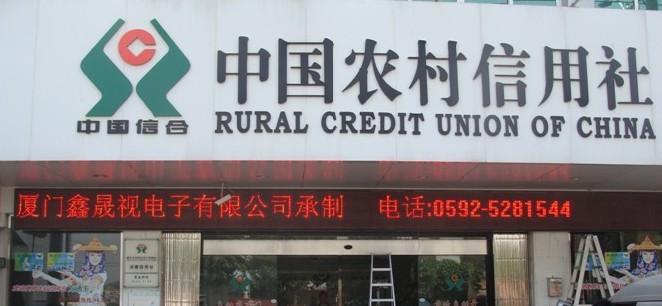 中国信合
中国农村信用社
RURAL CREDIT UNION OF CHINA
厦门鑫晟视电子有限公司承制 电话:0592-5281544